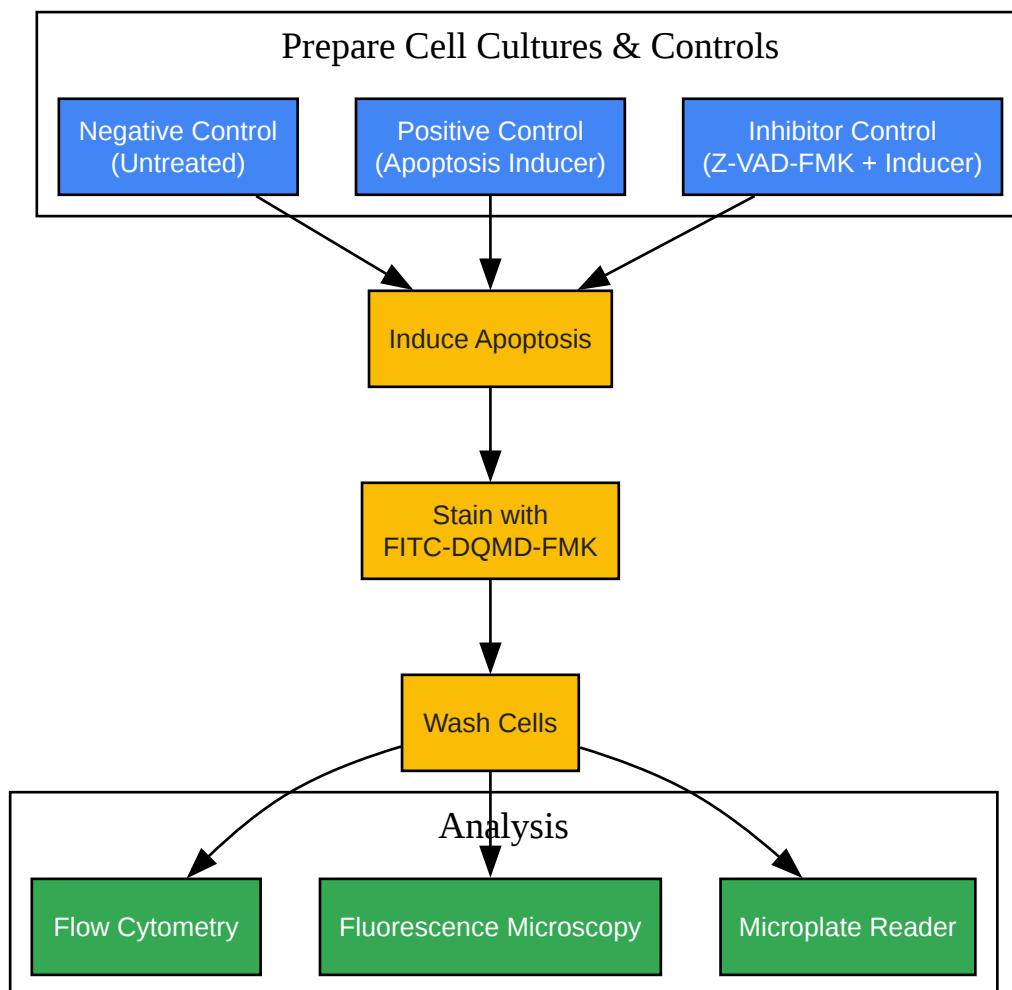 Prepare Cell Cultures & Controls
Negative Control
(Untreated)
Positive Control
(Apoptosis Inducer)
Inhibitor Control
(Z-VAD-FMK + Inducer)
Induce Apoptosis
Stain with
FITC-DQMD-FMK
Wash Cells
Analysis
Flow Cytometry
Fluorescence Microscopy
Microplate Reader